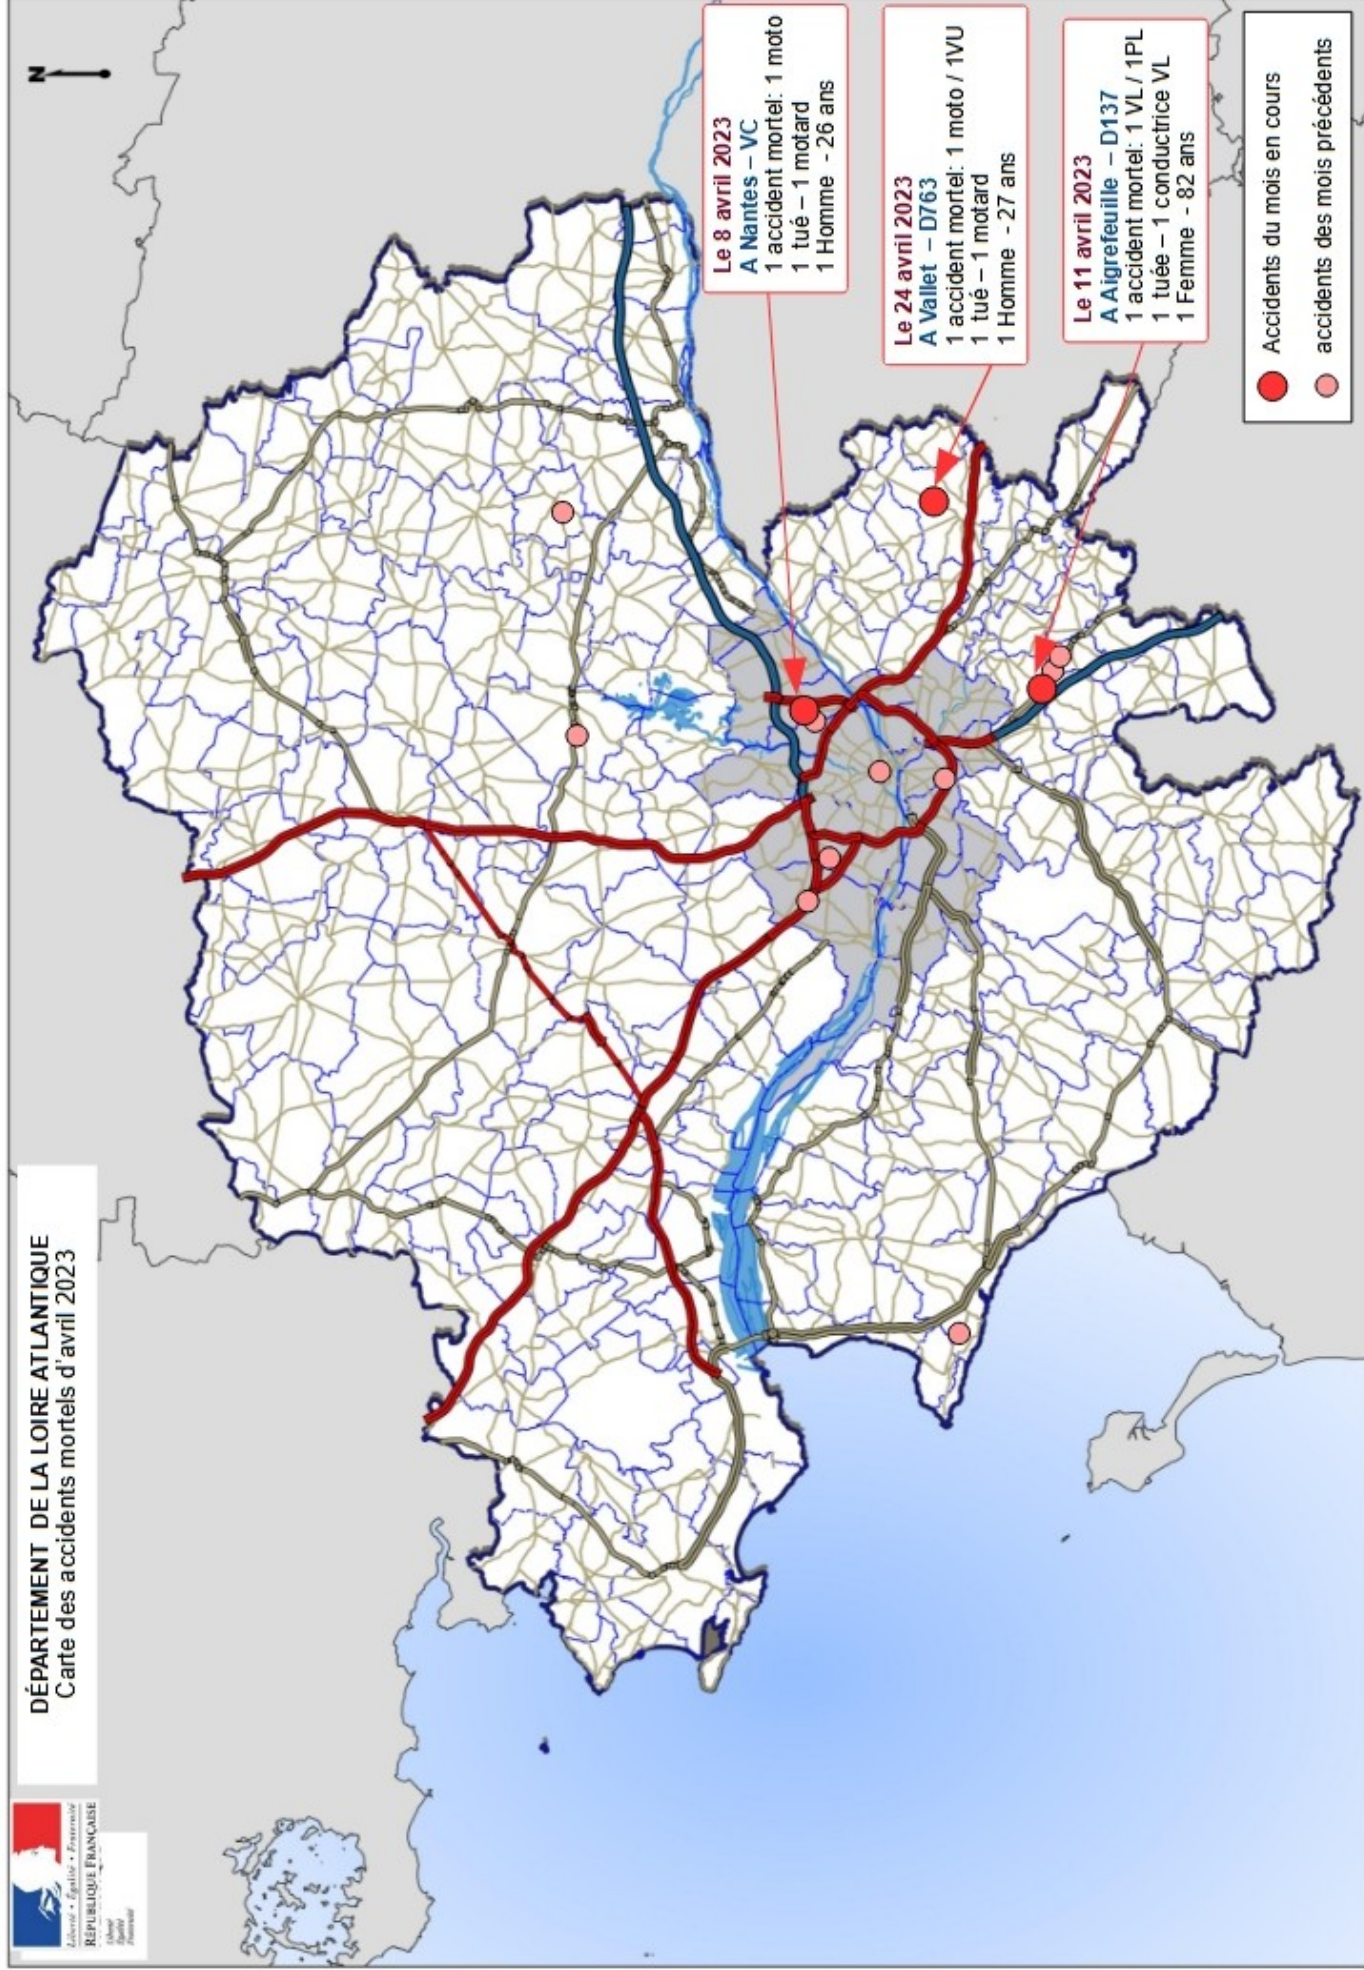 Liberté • Égalité • Fraternité
RÉPUBLIQUE FRANÇAISE
Liberté
Égalité
Fraternité
DÉPARTEMENT DE LA LOIRE ATLANTIQUE
Carte des accidents mortels d'avril 2023
N
Le 8 avril 2023
A Nantes – VC
1 accident mortel: 1 moto
1 tué – 1 motard
1 Homme - 26 ans
Le 24 avril 2023
A Vallet – D763
1 accident mortel: 1 moto / 1VU
1 tué – 1 motard
1 Homme - 27 ans
Le 11 avril 2023
A Aigrefeuille – D137
1 accident mortel: 1 VL / 1PL
1 tuée – 1 conductrice VL
1 Femme - 82 ans
Accidents du mois en cours
accidents des mois précédents